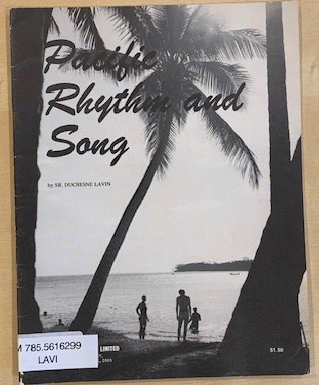 Pacific
Rhythm and
Song
by SR. DUCHESNE LAVIN
M 785.5616299
LAVI
LIMITED
$1.50